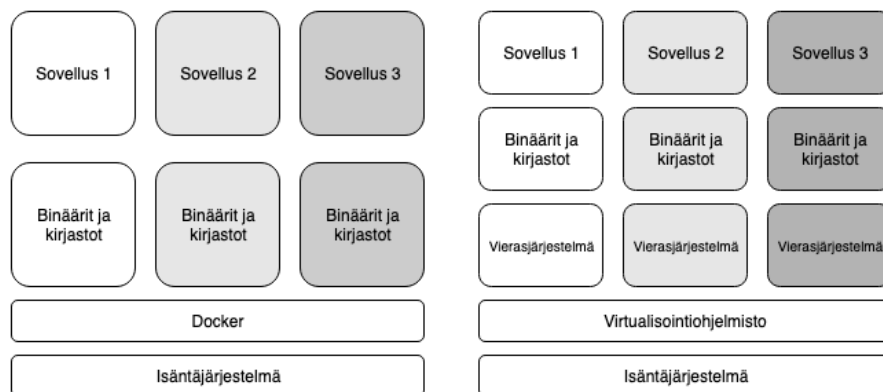 Sovellus 1
Sovellus 2
Sovellus 3
Binäärit ja
kirjastot
Binäärit ja
kirjastot
Binäärit ja
kirjastot
Docker
Isäntäjärjestelmä
Sovellus 1
Sovellus 2
Sovellus 3
Binäärit ja
kirjastot
Binäärit ja
kirjastot
Binäärit ja
kirjastot
Vierasjärjestelmä
Vierasjärjestelmä
Vierasjärjestelmä
Virtualisointiohjelmisto
Isäntäjärjestelmä